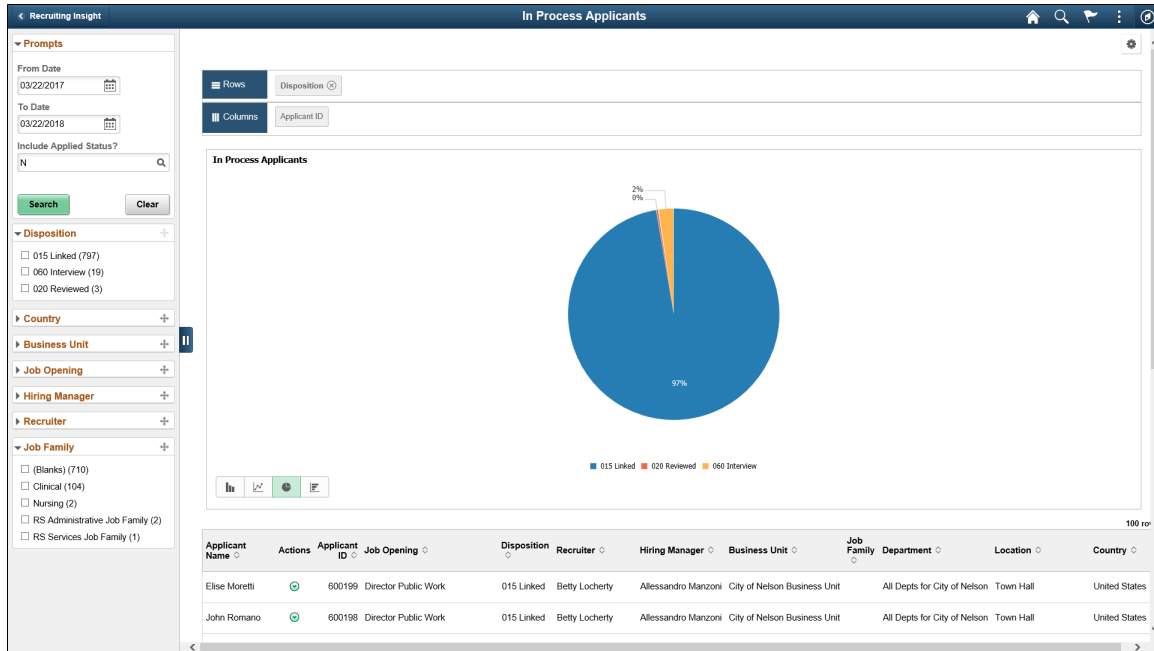 Recruiting Insight
In Process Applicants
Prompts
From Date
03/22/2017
To Date
03/22/2018
Include Applied Status?
N
Search Clear
Disposition
015 Linked (797)
060 Interview (19)
020 Reviewed (3)
Country
Business Unit
Job Opening
Hiring Manager
Recruiter
Job Family
(Blanks) (710)
Clinical (104)
Nursing (2)
RS Administrative Job Family (2)
RS Services Job Family (1)
Rows Disposition
Columns Applicant ID
In Process Applicants
2%
0%
97%
015 Linked 020 Reviewed 060 Interview
100
Applicant Name Actions Applicant ID Job Opening Disposition Recruiter Hiring Manager Business Unit Job Family Department Location Country
Elise Moretti 600199 Director Public Work 015 Linked Betty Locherty Allessandro Manzoni City of Nelson Business Unit All Depts for City of Nelson Town Hall United States
John Romano 600198 Director Public Work 015 Linked Betty Locherty Allessandro Manzoni City of Nelson Business Unit All Depts for City of Nelson Town Hall United States